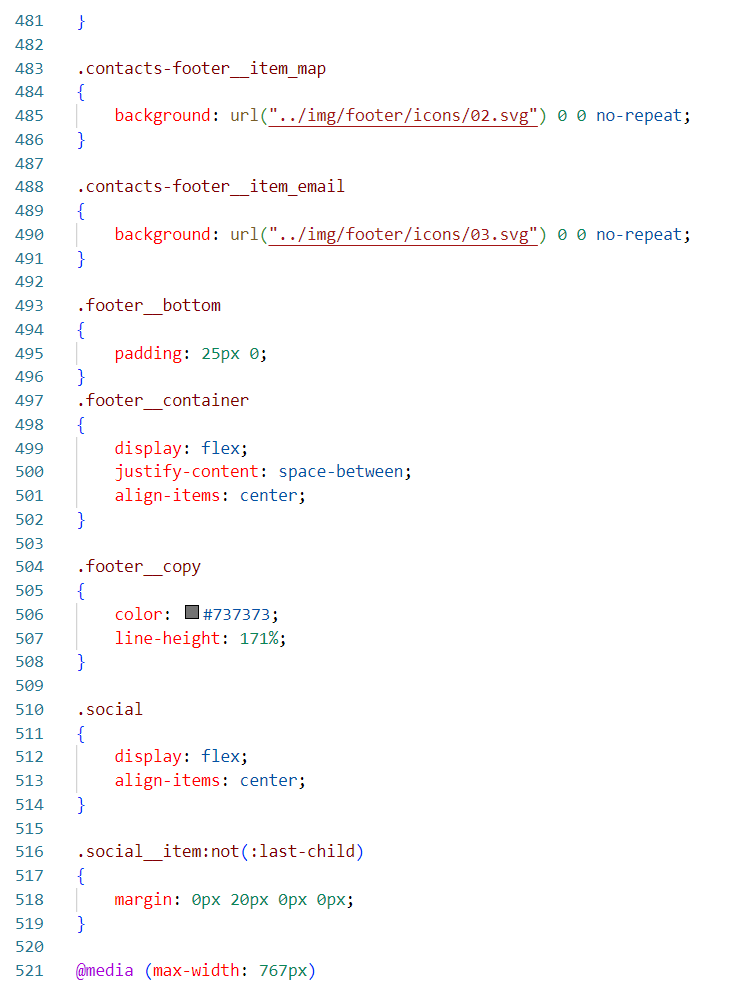 481 }
482
483 .contacts-footer__item_map
484 {
485 background: url("../img/footer/icons/02.svg") 0 0 no-repeat;
486 }
487
488 .contacts-footer__item_email
489 {
490 background: url("../img/footer/icons/03.svg") 0 0 no-repeat;
491 }
492
493 .footer__bottom
494 {
495 padding: 25px 0;
496 }
497 .footer__container
498 {
499 display: flex;
500 justify-content: space-between;
501 align-items: center;
502 }
503
504 .footer__copy
505 {
506 color: #737373;
507 line-height: 171%;
508 }
509
510 .social
511 {
512 display: flex;
513 align-items: center;
514 }
515
516 .social__item:not(:last-child)
517 {
518 margin: 0px 20px 0px 0px;
519 }
520
521 @media (max-width: 767px)